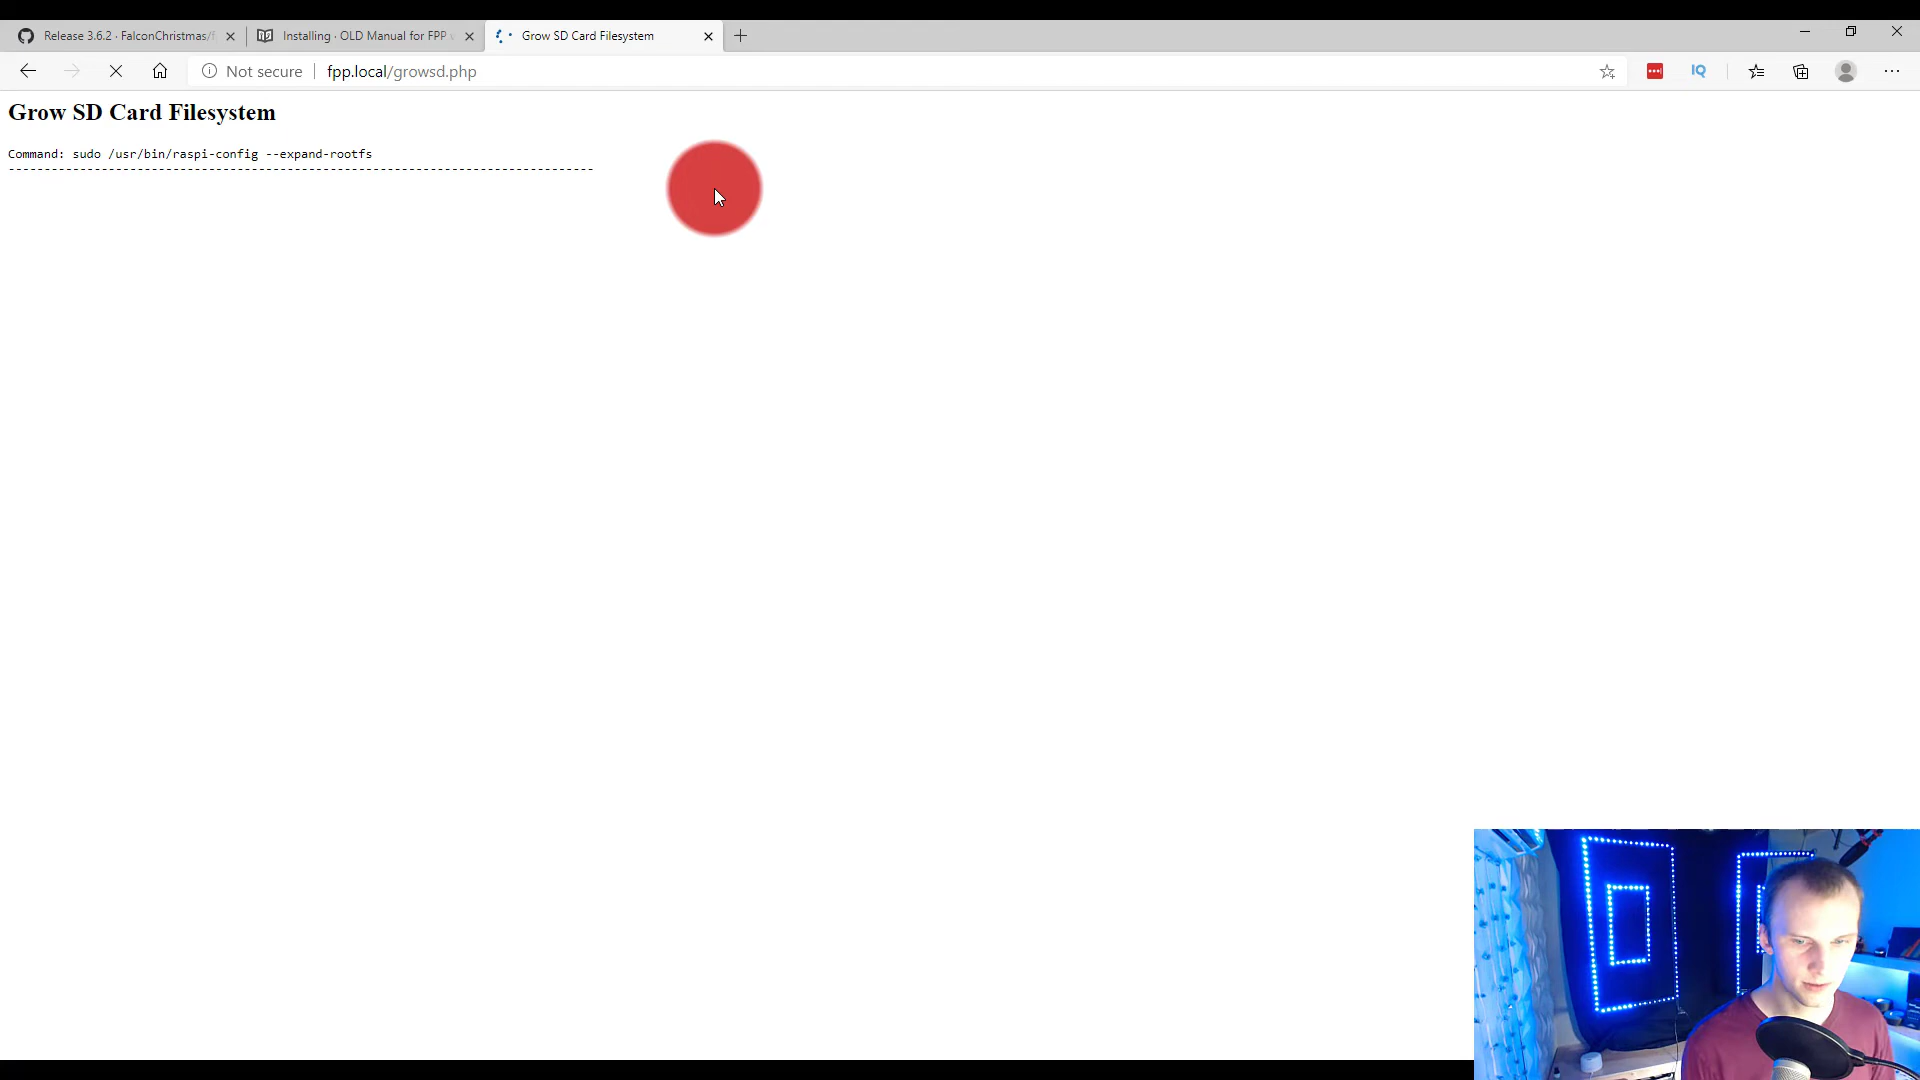 Release 3.6.2 · FalconChristmas/f
Installing · OLD Manual for FPP v
Grow SD Card Filesystem
Not secure
fpp.local/growsd.php
IQ
Grow SD Card Filesystem
Command: sudo /usr/bin/raspi-config --expand-rootfs
---------------------------------------------------------------------------------